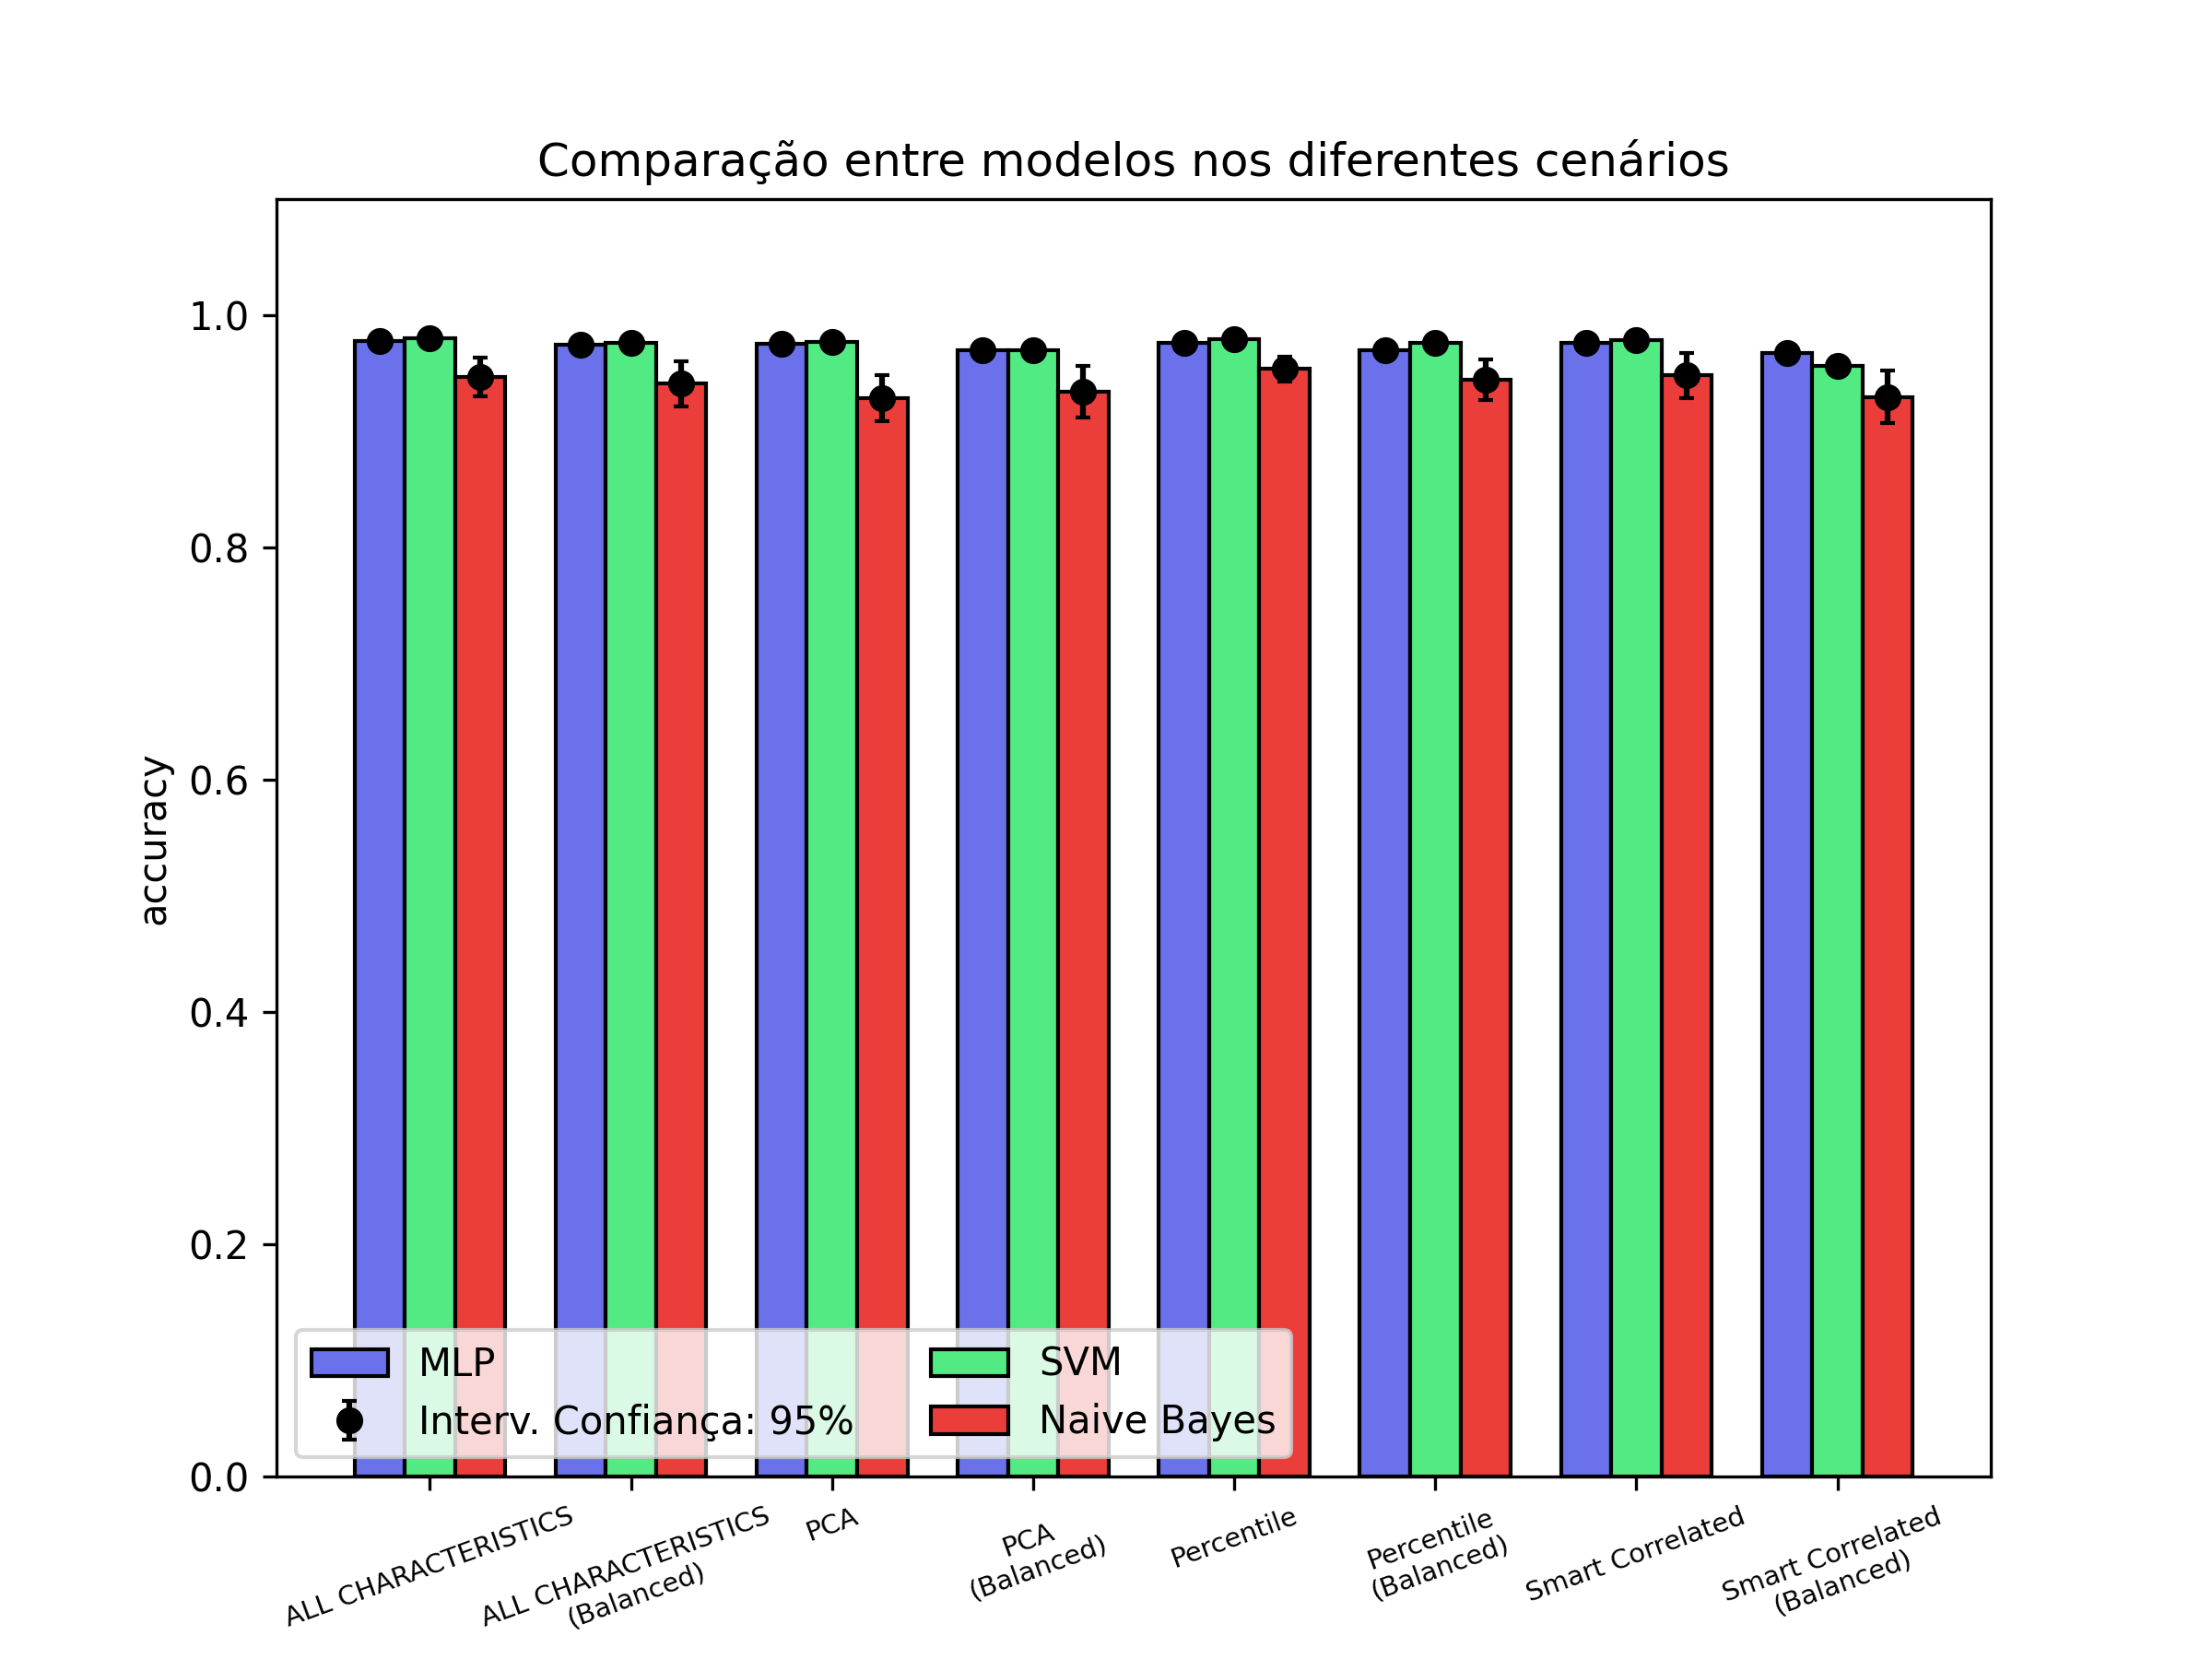 Comparação entre modelos nos diferentes cenários
accuracy
1.0
0.8
0.6
0.4
0.2
0.0
MLP
Interv. Confiança: 95%
SVM
Naive Bayes
ALL CHARACTERISTICS
ALL CHARACTERISTICS
(Balanced)
PCA
PCA
(Balanced)
Percentile
Percentile
(Balanced)
Smart Correlated
Smart Correlated
(Balanced)